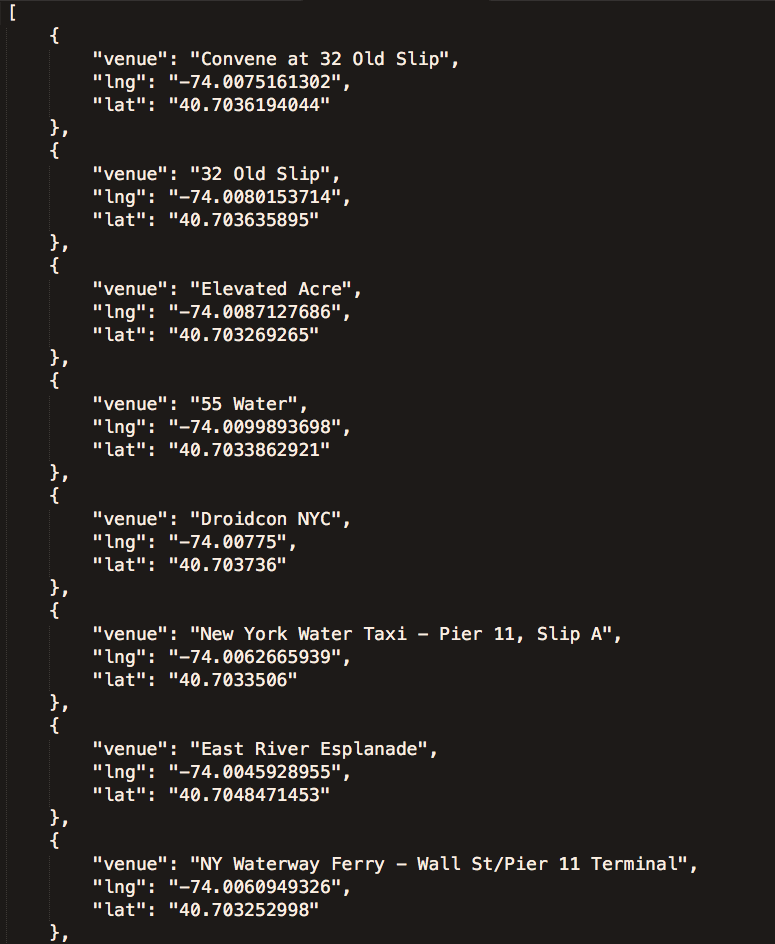 [
    {
        "venue": "Convene at 32 Old Slip",
        "lng": "-74.0075161302",
        "lat": "40.7036194044"
    },
    {
        "venue": "32 Old Slip",
        "lng": "-74.0080153714",
        "lat": "40.703635895"
    },
    {
        "venue": "Elevated Acre",
        "lng": "-74.0087127686",
        "lat": "40.703269265"
    },
    {
        "venue": "55 Water",
        "lng": "-74.0099893698",
        "lat": "40.7033862921"
    },
    {
        "venue": "Droidcon NYC",
        "lng": "-74.00775",
        "lat": "40.703736"
    },
    {
        "venue": "New York Water Taxi - Pier 11, Slip A",
        "lng": "-74.0062665939",
        "lat": "40.7033506"
    },
    {
        "venue": "East River Esplanade",
        "lng": "-74.0045928955",
        "lat": "40.7048471453"
    },
    {
        "venue": "NY Waterway Ferry - Wall St/Pier 11 Terminal",
        "lng": "-74.0060949326",
        "lat": "40.703252998"
    },